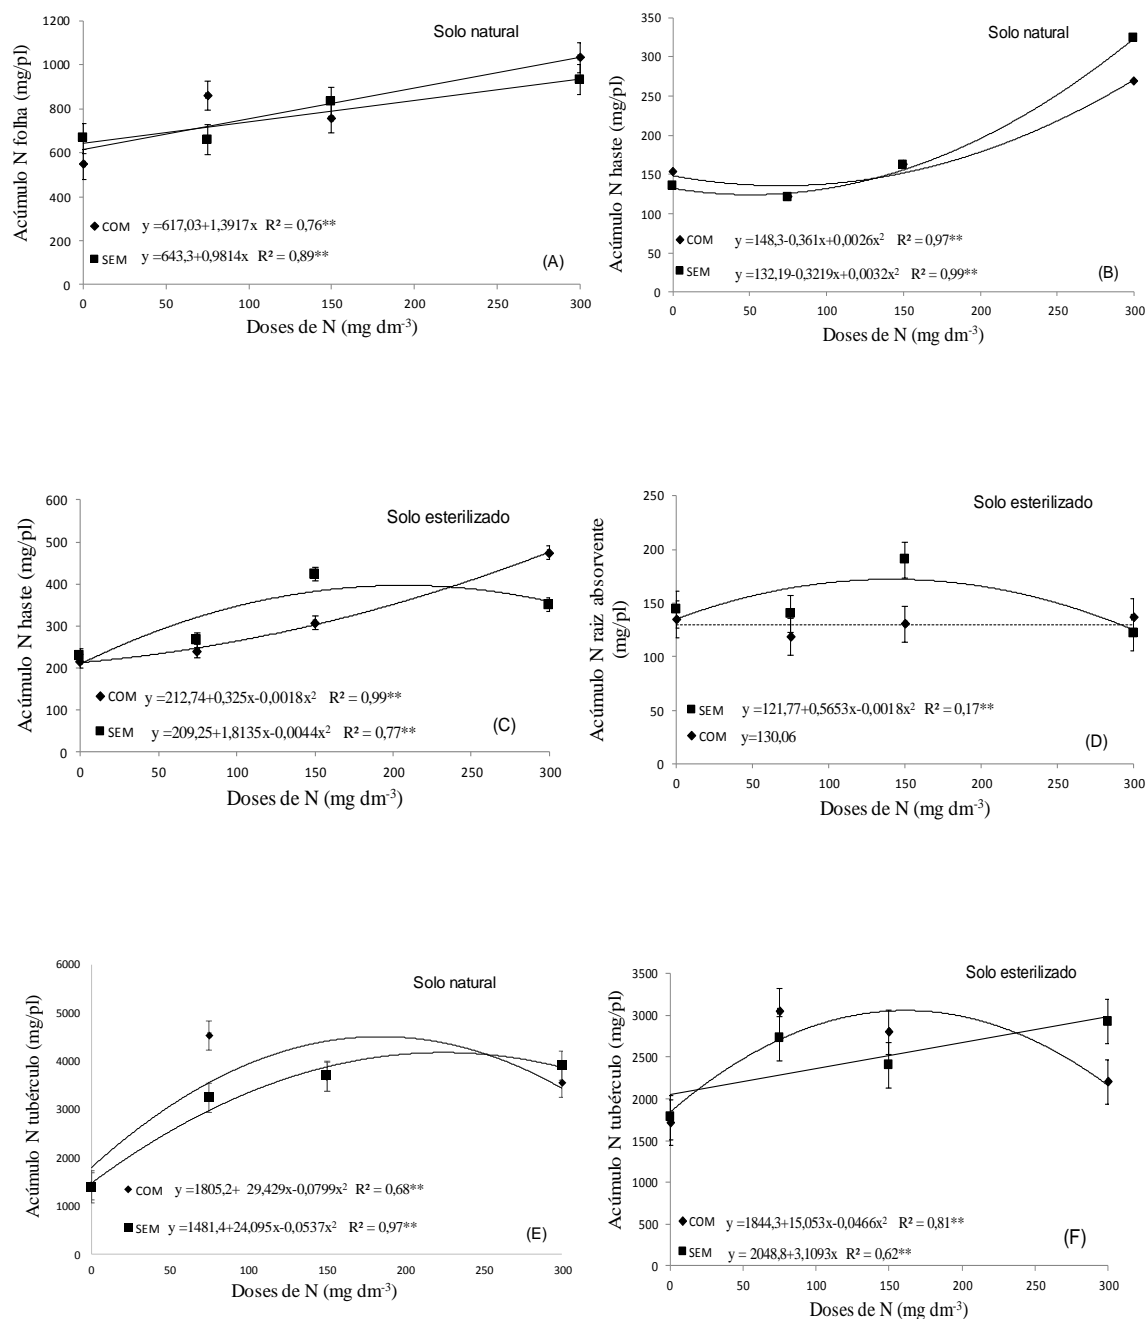 Solo natural
Acúmulo N folha (mg/pl)
1200
1000
800
600
400
200
0
COM y =617,03+1,3917x R² = 0,76**
SEM y =643,3+0,9814x R² = 0,89**
(A)
0 50 100 150 200 250 300
Doses de N (mg dm-3)
Solo natural
Acúmulo N haste (mg/pl)
350
300
250
200
150
100
50
0
COM y=148,3-0,361x+0,0026x² R² = 0,97**
SEM y=132,19-0,3219x+0,0032x² R² = 0,99**
(B)
0 50 100 150 200 250 300
Doses de N (mg dm-3)
Solo esterilizado
Acúmulo N haste (mg/pl)
600
500
400
300
200
100
0
COM y =212,74+0,325x-0,0018x² R² = 0,99**
SEM y =209,25+1,8135x-0,0044x² R² = 0,77**
(C)
0 50 100 150 200 250 300
Doses de N (mg dm-3)
Solo esterilizado
Acúmulo N raiz absorvente
(mg/pl)
250
200
150
100
50
0
SEM y=121,77+0,5653x-0,0018x² R² = 0,17**
COM y=130,06
(D)
0 50 100 150 200 250 300
Doses de N (mg dm-3)
Solo natural
Acúmulo N tubérculo (mg/pl)
6000
5000
4000
3000
2000
1000
0
COM y =1805,2+ 29,429x-0,0799x² R² = 0,68**
SEM y =1481,4+24,095x-0,0537x² R² = 0,97**
(E)
0 50 100 150 200 250 300
Doses de N (mg dm-3)
Solo esterilizado
Acúmulo N tubérculo (mg/pl)
3500
3000
2500
2000
1500
1000
500
0
COM y =1844,3+15,053x-0,0466x² R² = 0,81**
SEM y = 2048,8+3,1093x R² = 0,62**
(F)
0 50 100 150 200 250 300
Doses de N (mg dm-3)